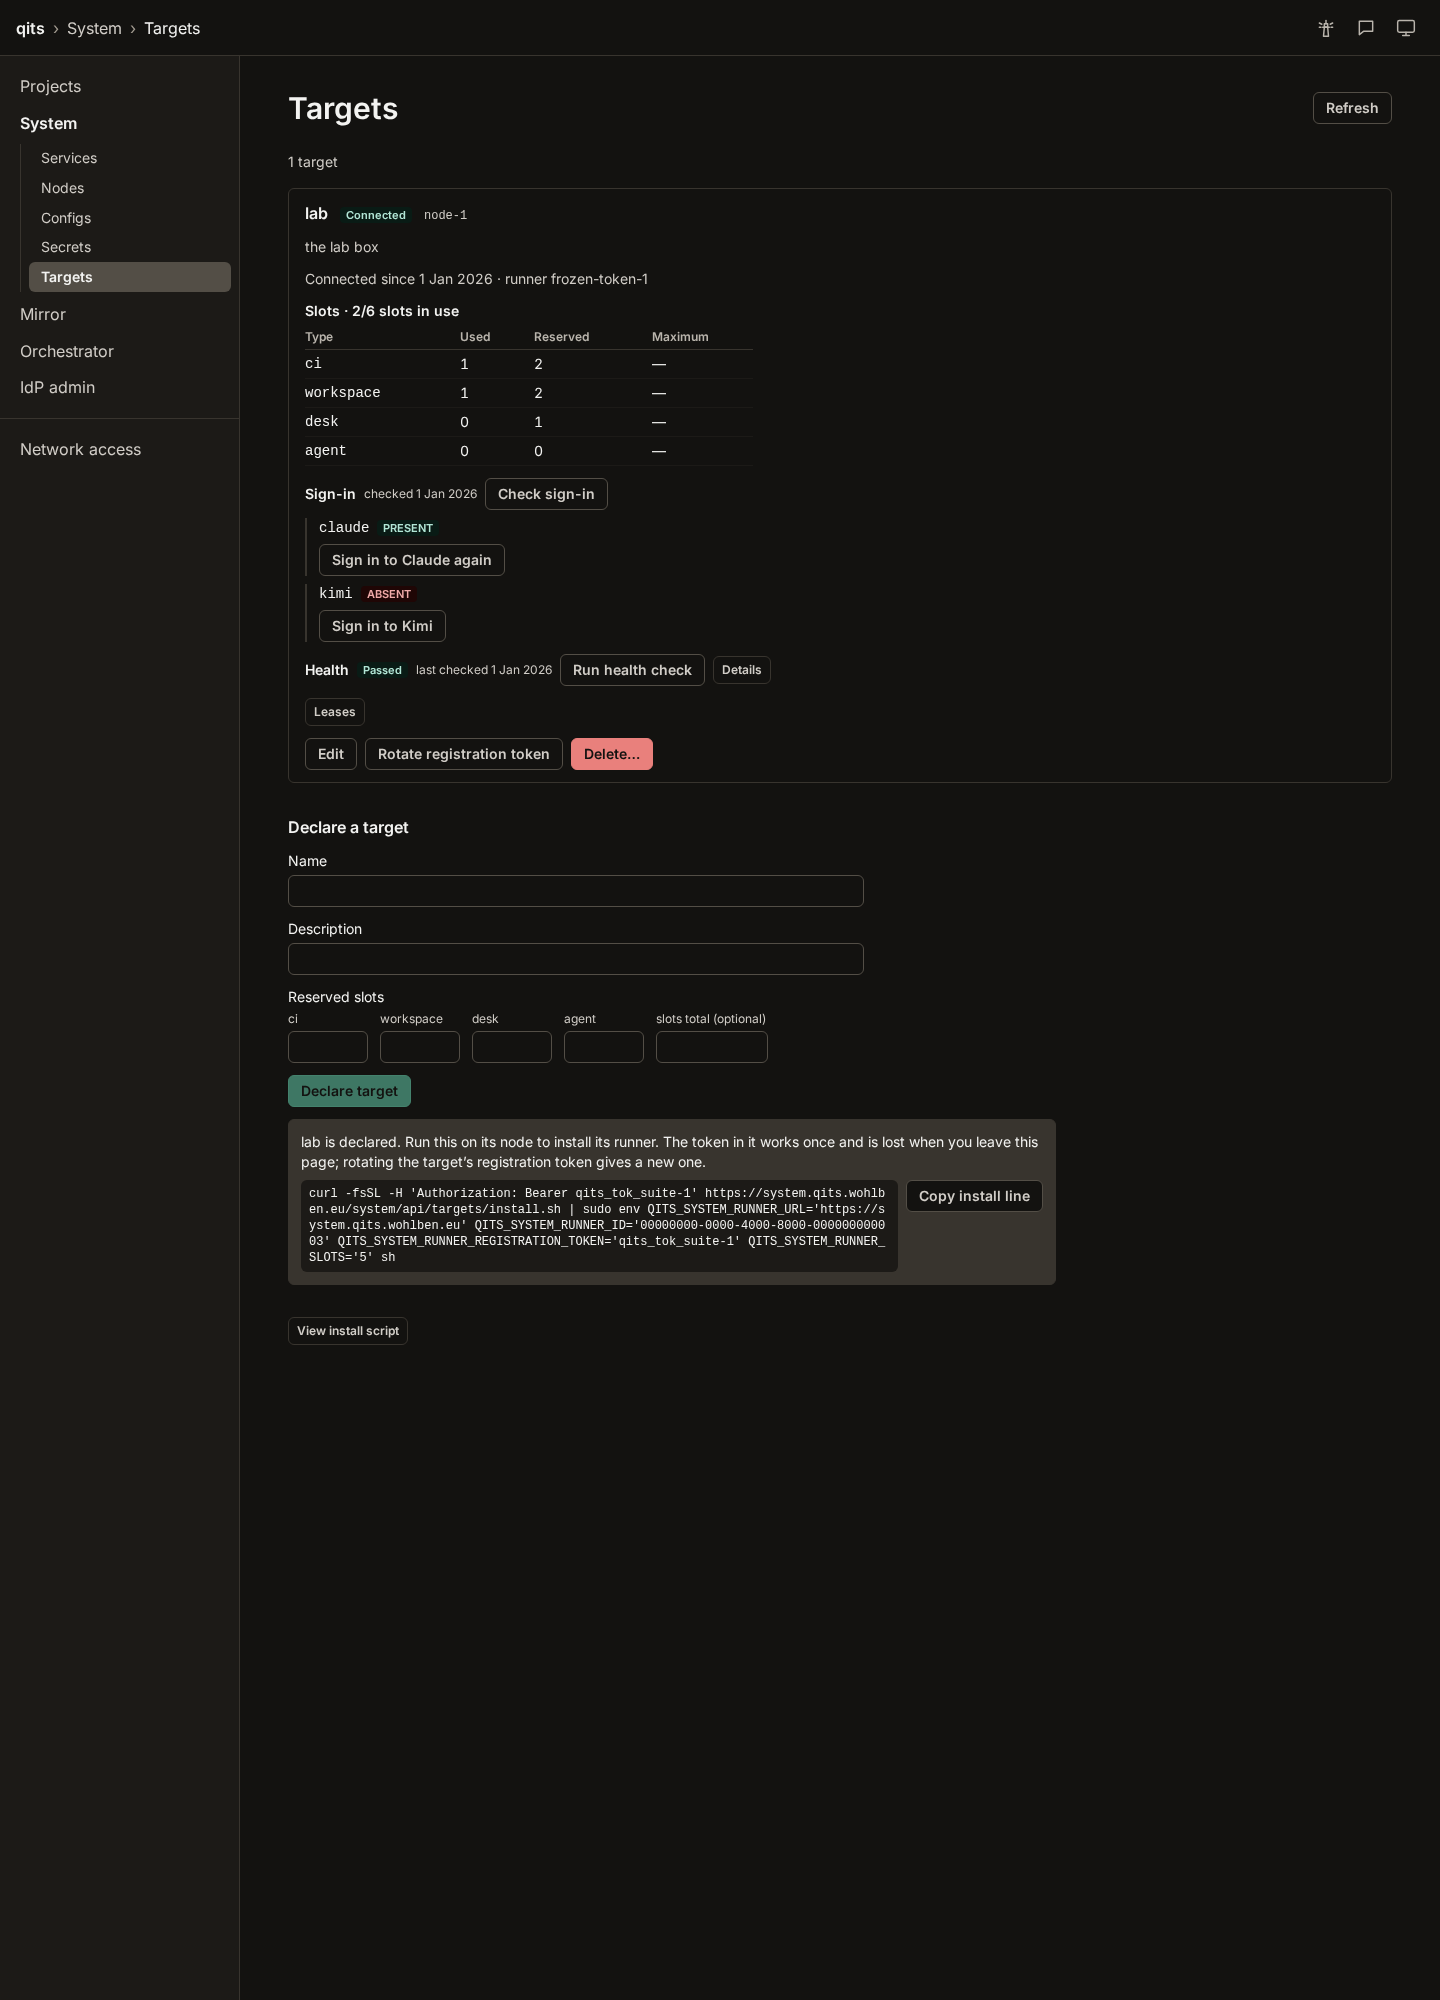 qits › System › Targets
Projects
System
Services
Nodes
Configs
Secrets
Targets
Mirror
Orchestrator
IdP admin
Network access
Targets
Refresh
1 target
lab Connected node-1
the lab box
Connected since 1 Jan 2026 · runner frozen-token-1
Slots · 2/6 slots in use
Type Used Reserved Maximum
ci 1 2 —
workspace 1 2 —
desk 0 1 —
agent 0 0 —
Sign-in checked 1 Jan 2026 Check sign-in
claude PRESENT
Sign in to Claude again
kimi ABSENT
Sign in to Kimi
Health Passed last checked 1 Jan 2026 Run health check Details
Leases
Edit Rotate registration token Delete…
Declare a target
Name
Description
Reserved slots
ci workspace desk agent slots total (optional)
Declare target
lab is declared. Run this on its node to install its runner. The token in it works once and is lost when you leave this
page; rotating the target’s registration token gives a new one.
curl -fsSL -H 'Authorization: Bearer qits_tok_suite-1' https://system.qits.wohlb
en.eu/system/api/targets/install.sh | sudo env QITS_SYSTEM_RUNNER_URL='https://s
ystem.qits.wohlben.eu' QITS_SYSTEM_RUNNER_ID='00000000-0000-4000-8000-0000000000
03' QITS_SYSTEM_RUNNER_REGISTRATION_TOKEN='qits_tok_suite-1' QITS_SYSTEM_RUNNER_
SLOTS='5' sh
Copy install line
View install script